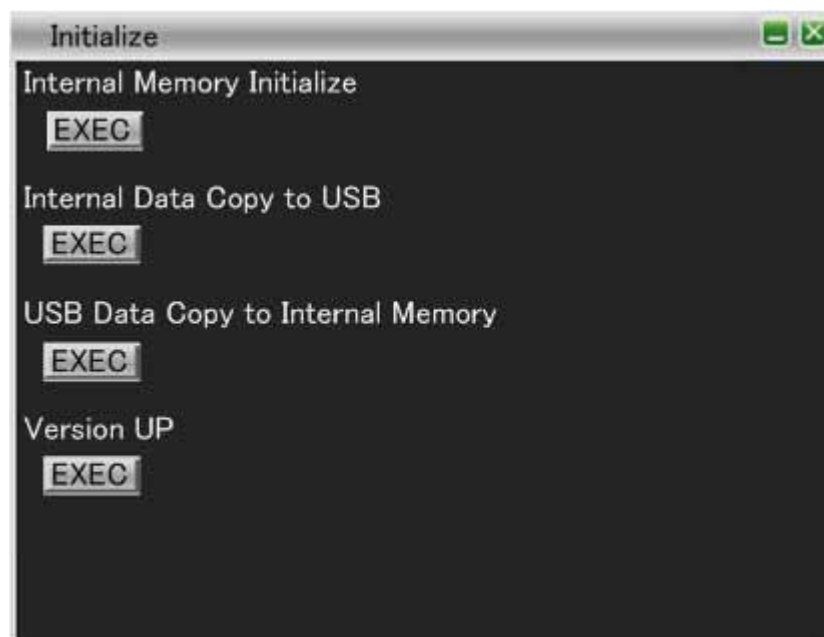 Initialize
Internal Memory Initialize
EXEC
Internal Data Copy to USB
EXEC
USB Data Copy to Internal Memory
EXEC
Version UP
EXEC